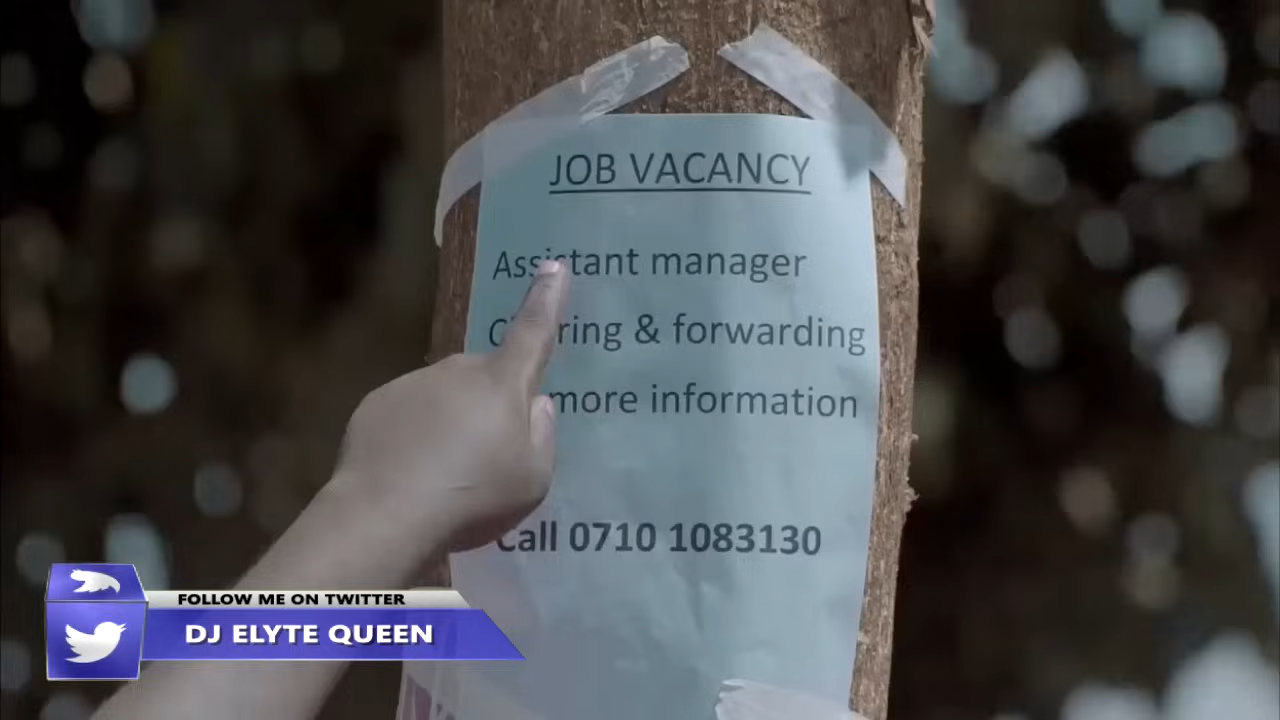 JOB VACANCY
Assistant manager
& forwarding
more information
Call 0710 1083130
FOLLOW ME ON TWITTER
DJ ELYTE QUEEN